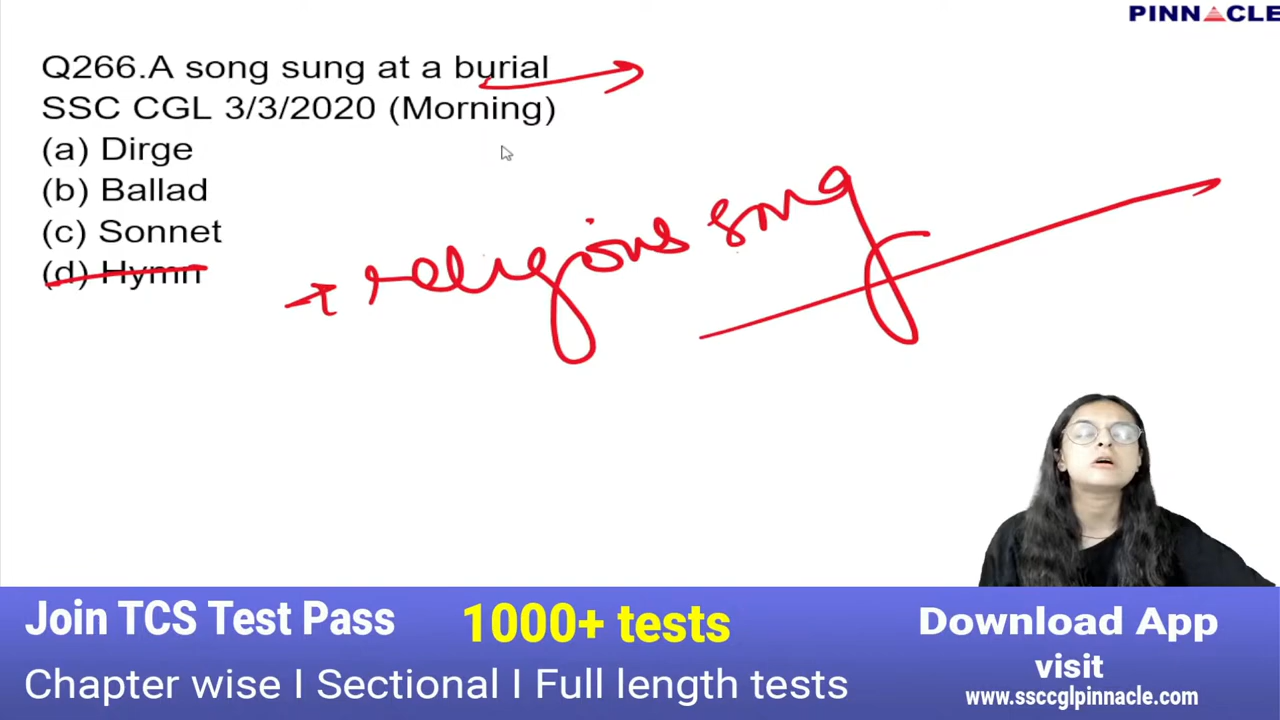 PINNACLE
Q266.A song sung at a burial
SSC CGL 3/3/2020 (Morning)
(a) Dirge
(b) Ballad
(c) Sonnet
(d) Hymn
→ religious song
Join TCS Test Pass
1000+ tests
Download App
visit
Chapter wise I Sectional I Full length tests
www.ssccglpinnacle.com